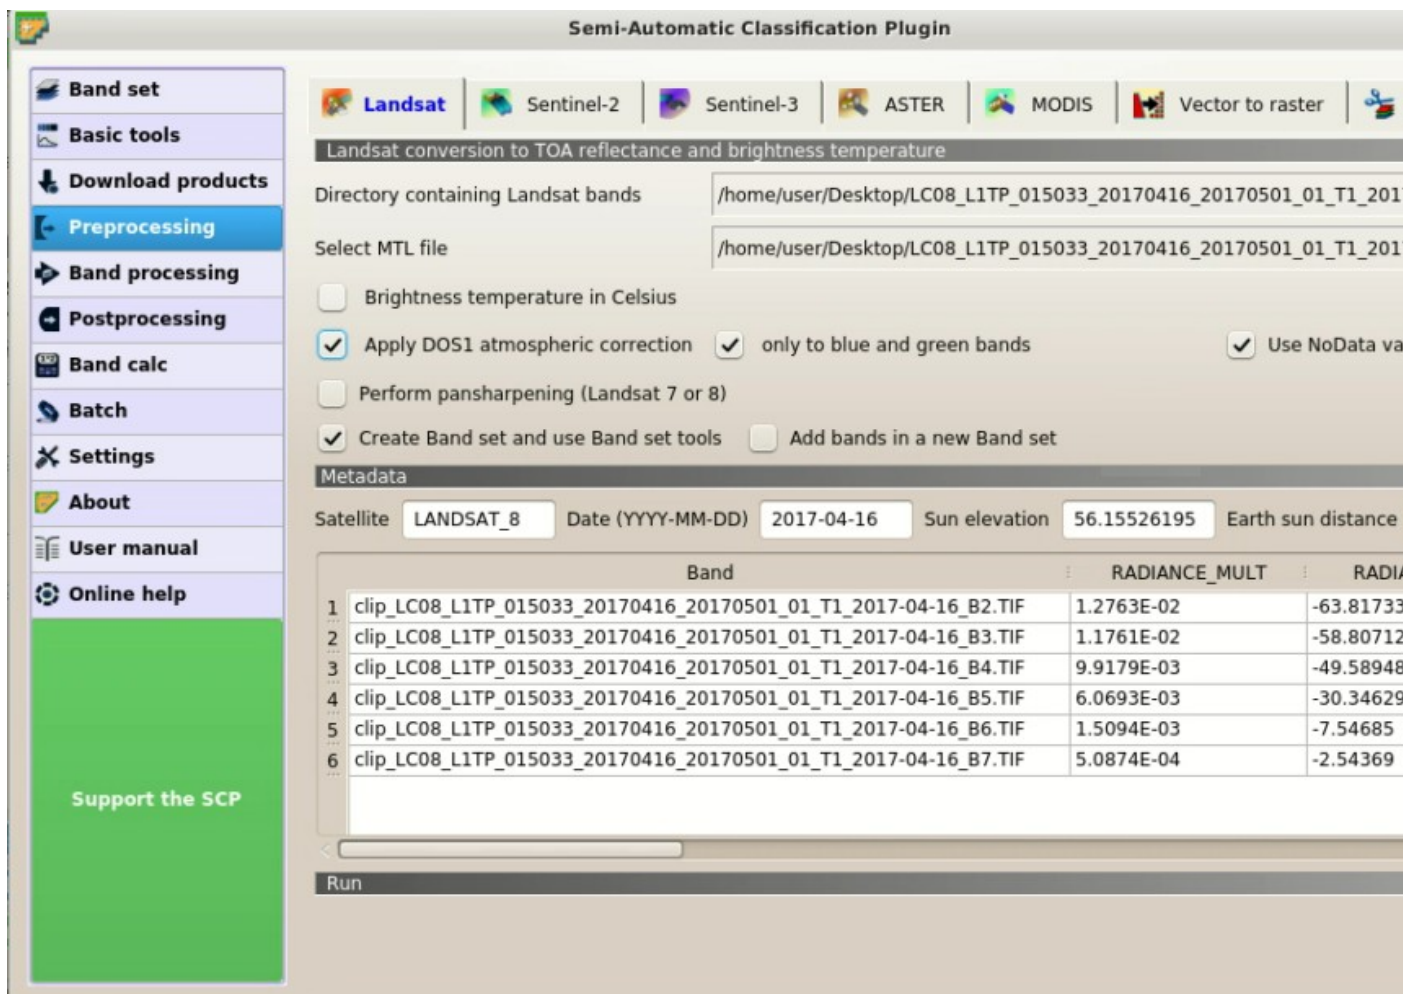 Semi-Automatic Classification Plugin
Band set
Basic tools
Download products
Preprocessing
Band processing
Postprocessing
Band calc
Batch
Settings
About
User manual
Online help
Support the SCP
Landsat Sentinel-2 Sentinel-3 ASTER MODIS Vector to raster
Landsat conversion to TOA reflectance and brightness temperature
Directory containing Landsat bands /home/user/Desktop/LC08_L1TP_015033_20170416_20170501_01_T1_201
Select MTL file /home/user/Desktop/LC08_L1TP_015033_20170416_20170501_01_T1_201
Brightness temperature in Celsius
Apply DOS1 atmospheric correction only to blue and green bands Use NoData va
Perform pansharpening (Landsat 7 or 8)
Create Band set and use Band set tools Add bands in a new Band set
Metadata
Satellite LANDSAT_8 Date (YYYY-MM-DD) 2017-04-16 Sun elevation 56.15526195 Earth sun distance
Band RADIANCE_MULT RADIA
1 clip_LC08_L1TP_015033_20170416_20170501_01_T1_2017-04-16_B2.TIF 1.2763E-02 -63.81733
2 clip_LC08_L1TP_015033_20170416_20170501_01_T1_2017-04-16_B3.TIF 1.1761E-02 -58.80712
3 clip_LC08_L1TP_015033_20170416_20170501_01_T1_2017-04-16_B4.TIF 9.9179E-03 -49.58948
4 clip_LC08_L1TP_015033_20170416_20170501_01_T1_2017-04-16_B5.TIF 6.0693E-03 -30.34629
5 clip_LC08_L1TP_015033_20170416_20170501_01_T1_2017-04-16_B6.TIF 1.5094E-03 -7.54685
6 clip_LC08_L1TP_015033_20170416_20170501_01_T1_2017-04-16_B7.TIF 5.0874E-04 -2.54369
Run